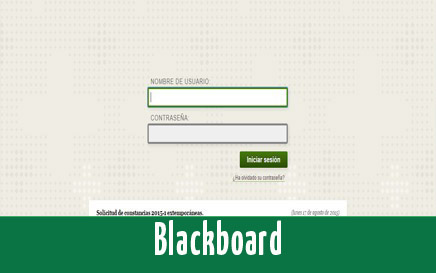 NOMBRE DE USUARIO:
CONTRASEÑA:
Iniciar sesión
¿Ha olvidado su contraseña?
Solicitud de constancias 2015-1 extemporáneas. (lunes 17 de agosto de 2015)
Blackboard